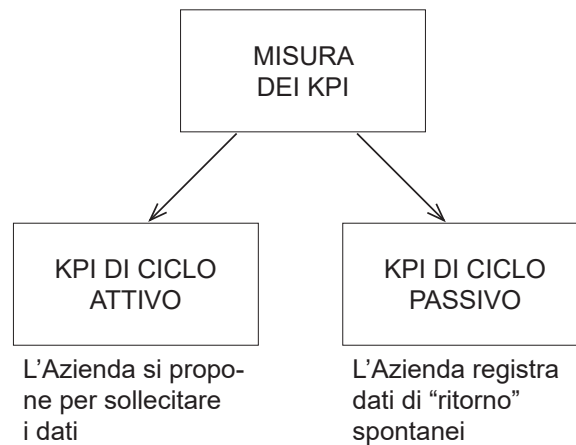 MISURA
DEI KPI
KPI DI CICLO
ATTIVO
KPI DI CICLO
PASSIVO
L’Azienda si propo-
ne per sollecitare
i dati
L’Azienda registra
dati di “ritorno”
spontanei